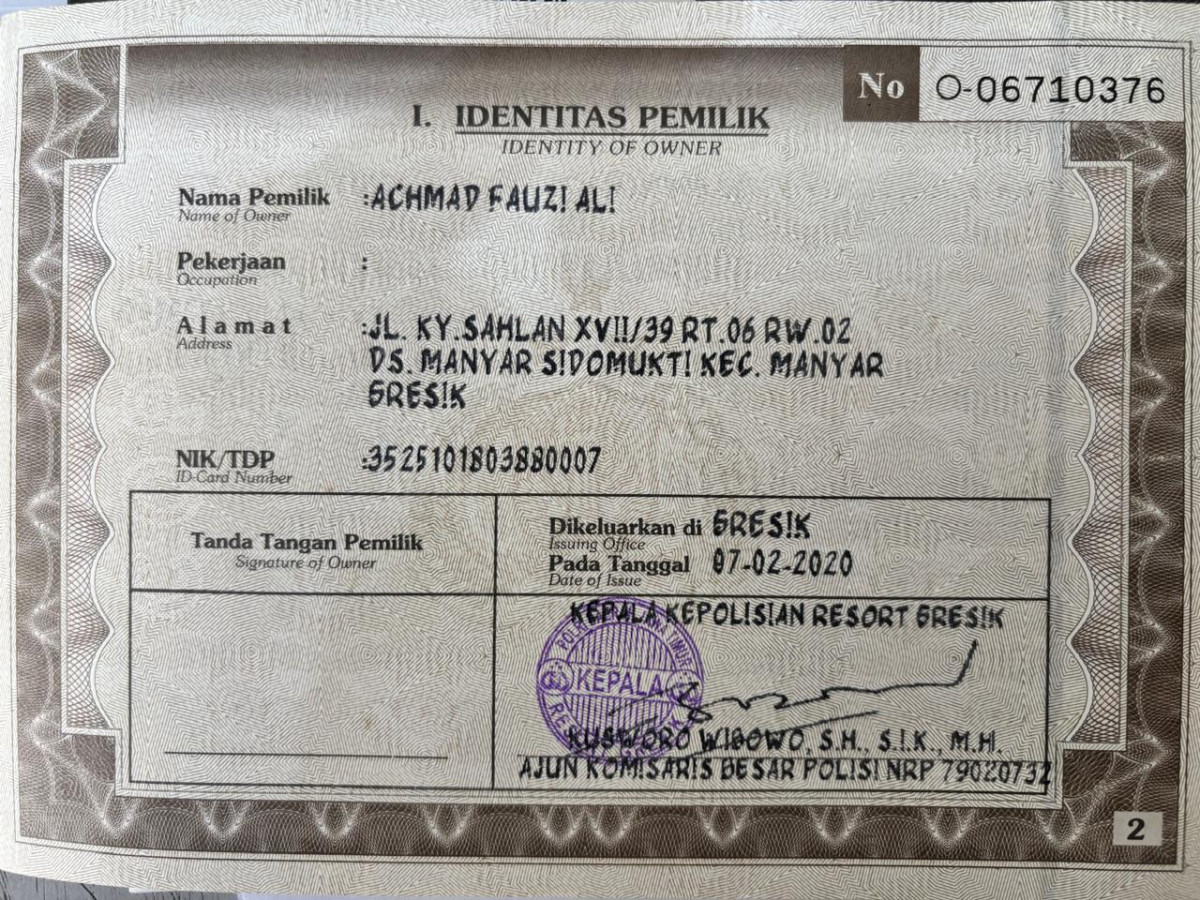 No O-06710376
I. IDENTITAS PEMILIK
IDENTITY OF OWNER
Nama Pemilik :ACHMAD FAUZI ALI
Name of Owner
Pekerjaan :
Occupation
Alamat :JL. KY.SAHLAN XVII/39 RT.06 RW.02
Address
DS. MANYAR SIDOMUKTI KEC. MANYAR
GRESIK
NIK/TDP :3525101803880007
ID-Card Number
Tanda Tangan Pemilik
Signature of Owner
Dikeluarkan di GRESIK
Issuing Office
Pada Tanggal 07-02-2020
Date of Issue
KEPALA KEPOLISIAN RESORT GRESIK
KEPALA
KUSWORO WIBOWO, S.H., S.I.K., M.H.
AJUN KOMISARIS BESAR POLISI NRP 79020732
2